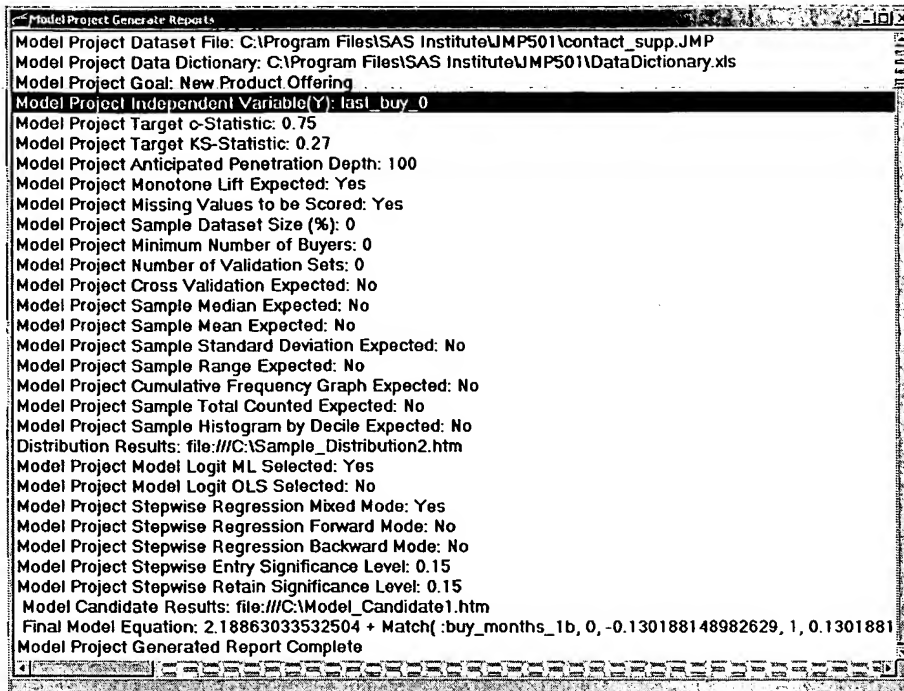 Model Project Generate Reports
Model Project Dataset File: C:\Program Files\SAS Institute\JMP501\contact_supp.JMP
Model Project Data Dictionary: C:\Program Files\SAS Institute\JMP501\DataDictionary.xls
Model Project Goal: New Product Offering
Model Project Independent Variable(Y): last_buy_0
Model Project Target c-Statistic: 0.75
Model Project Target KS-Statistic: 0.27
Model Project Anticipated Penetration Depth: 100
Model Project Monotone Lift Expected: Yes
Model Project Missing Values to be Scored: Yes
Model Project Sample Dataset Size (%): 0
Model Project Minimum Number of Buyers: 0
Model Project Number of Validation Sets: 0
Model Project Cross Validation Expected: No
Model Project Sample Median Expected: No
Model Project Sample Mean Expected: No
Model Project Sample Standard Deviation Expected: No
Model Project Sample Range Expected: No
Model Project Cumulative Frequency Graph Expected: No
Model Project Sample Total Counted Expected: No
Model Project Sample Histogram by Decile Expected: No
Distribution Results: file:///C:\Sample_Distribution2.htm
Model Project Model Logit ML Selected: Yes
Model Project Model Logit OLS Selected: No
Model Project Stepwise Regression Mixed Mode: Yes
Model Project Stepwise Regression Forward Mode: No
Model Project Stepwise Regression Backward Mode: No
Model Project Stepwise Entry Significance Level: 0.15
Model Project Stepwise Retain Significance Level: 0.15
Model Candidate Results: file:///C:\Model_Candidate1.htm
Final Model Equation: 2.18863033532504 + Match( :buy_months_1b, 0, -0.130188148982629, 1, 0.1301881
Model Project Generated Report Complete